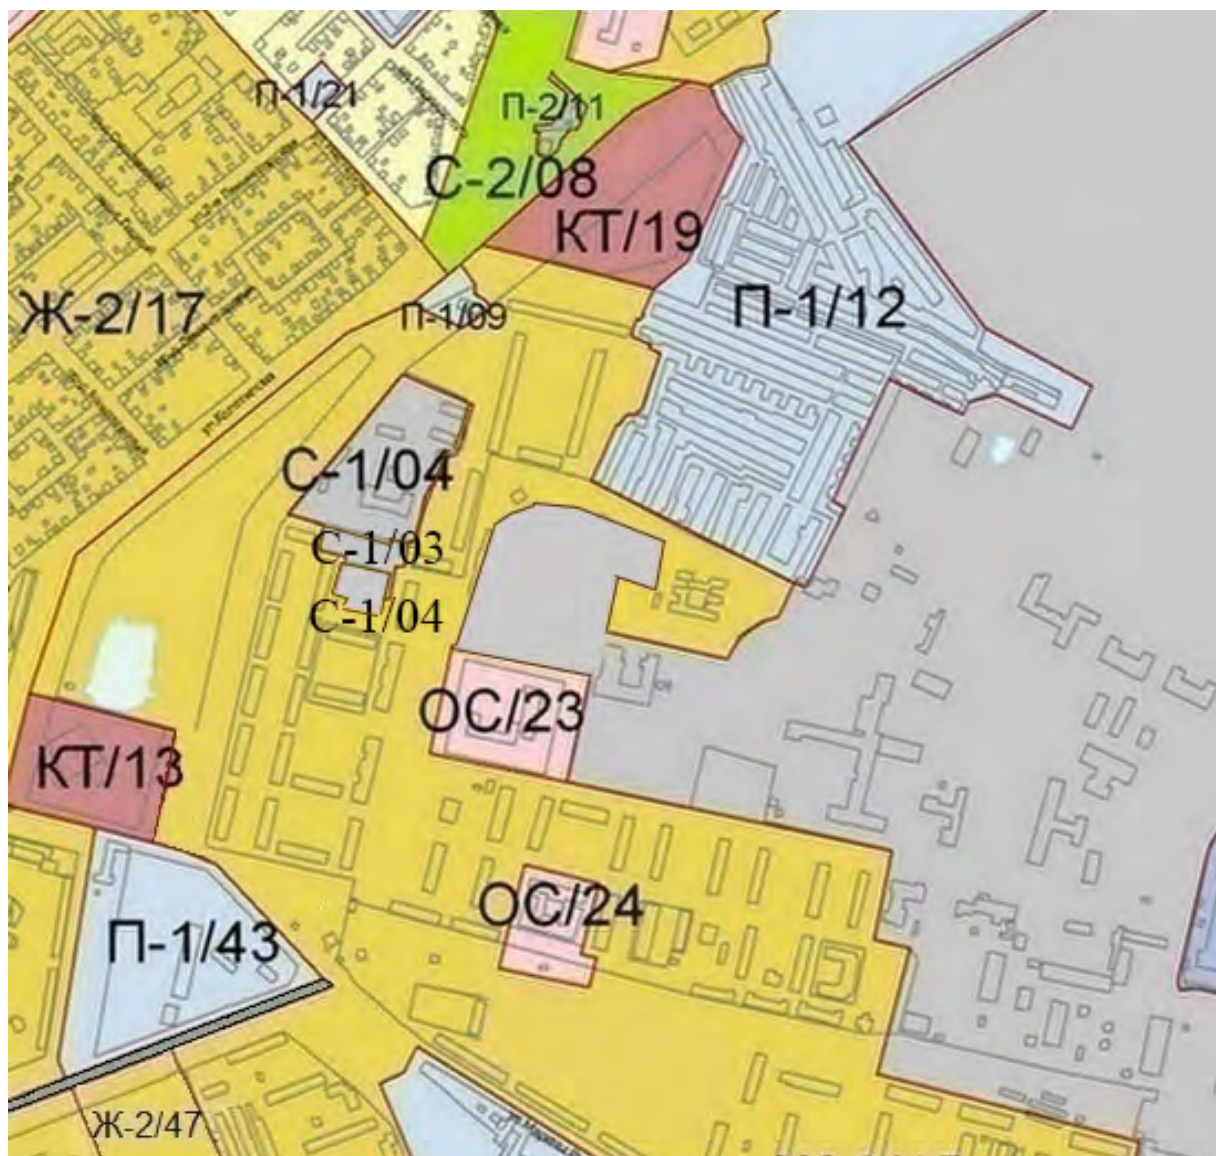 П-1/21
П-2/11
С-2/08
КТ/19
Ж-2/17
П-1/09
П-1/12
С-1/04
С-1/03
С-1/04
ОС/23
КТ/13
ОС/24
П-1/43
Ж-2/47